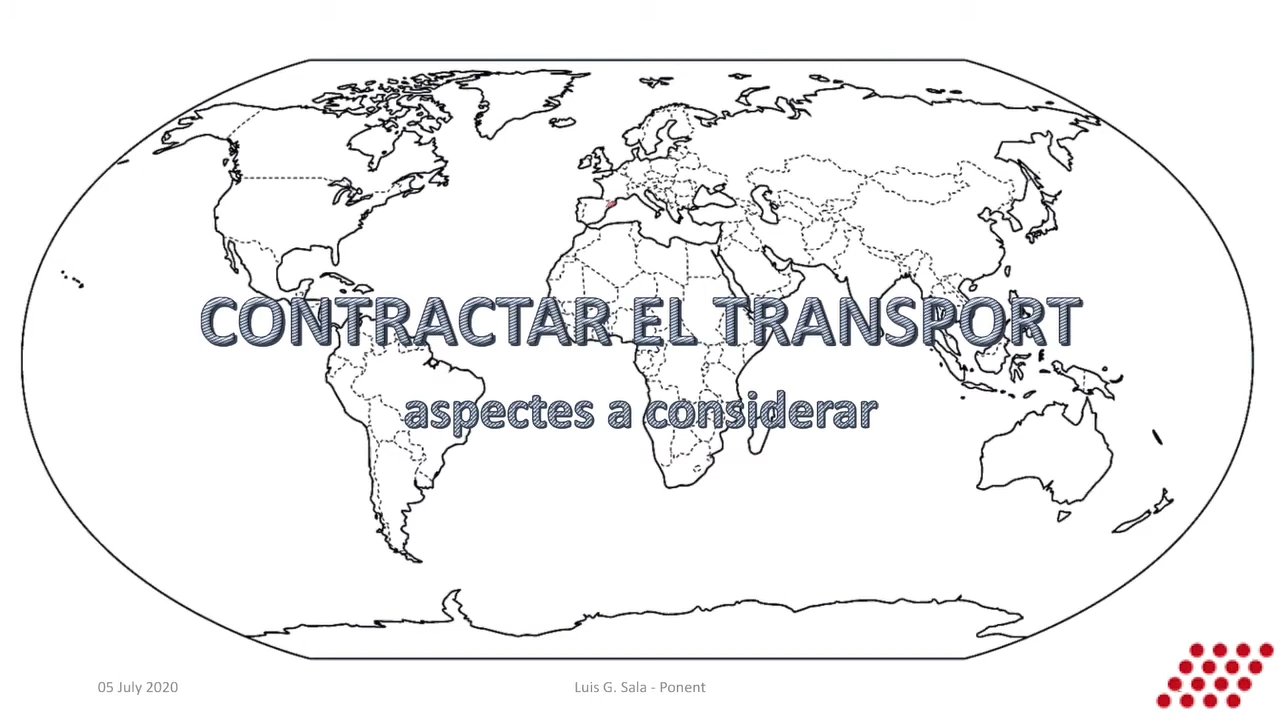 CONTRACTAR EL TRANSPORT
aspectes a considerar
05 July 2020
Luis G. Sala - Ponent